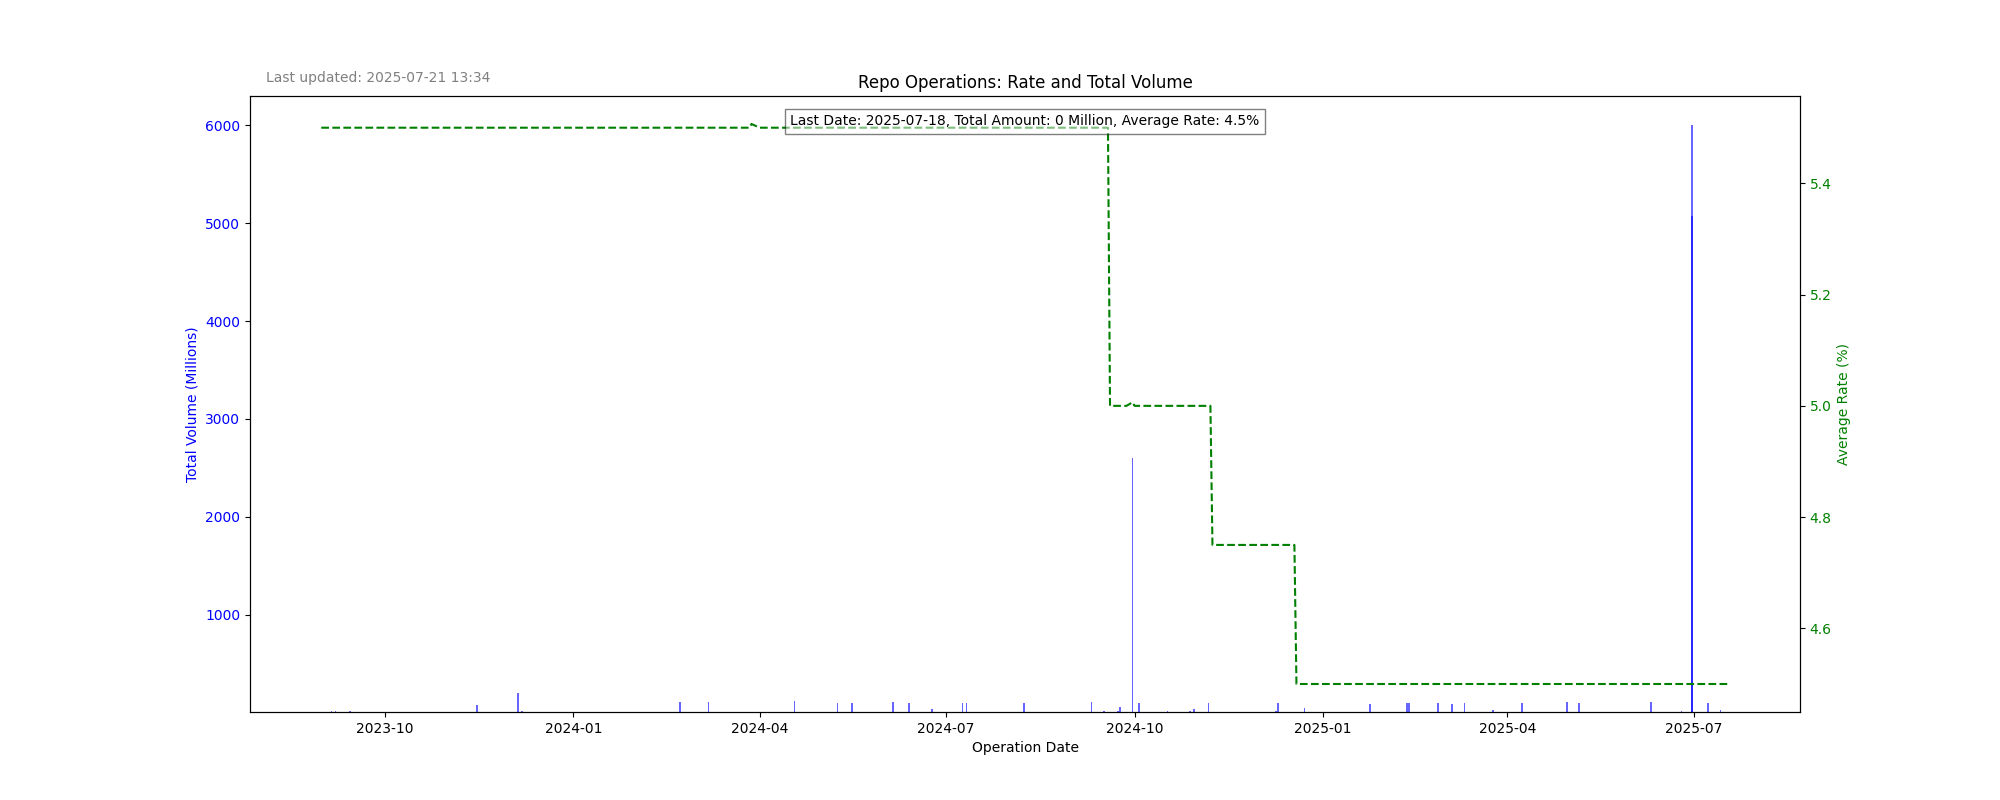 Last updated: 2025-07-21 13:34
Repo Operations: Rate and Total Volume
Last Date: 2025-07-18, Total Amount: 0 Million, Average Rate: 4.5%
6000
5000
4000
3000
2000
1000
Total Volume (Millions)
5.4
5.2
5.0
4.8
4.6
Average Rate (%)
2023-10 2024-01 2024-04 2024-07 2024-10 2025-01 2025-04 2025-07
Operation Date